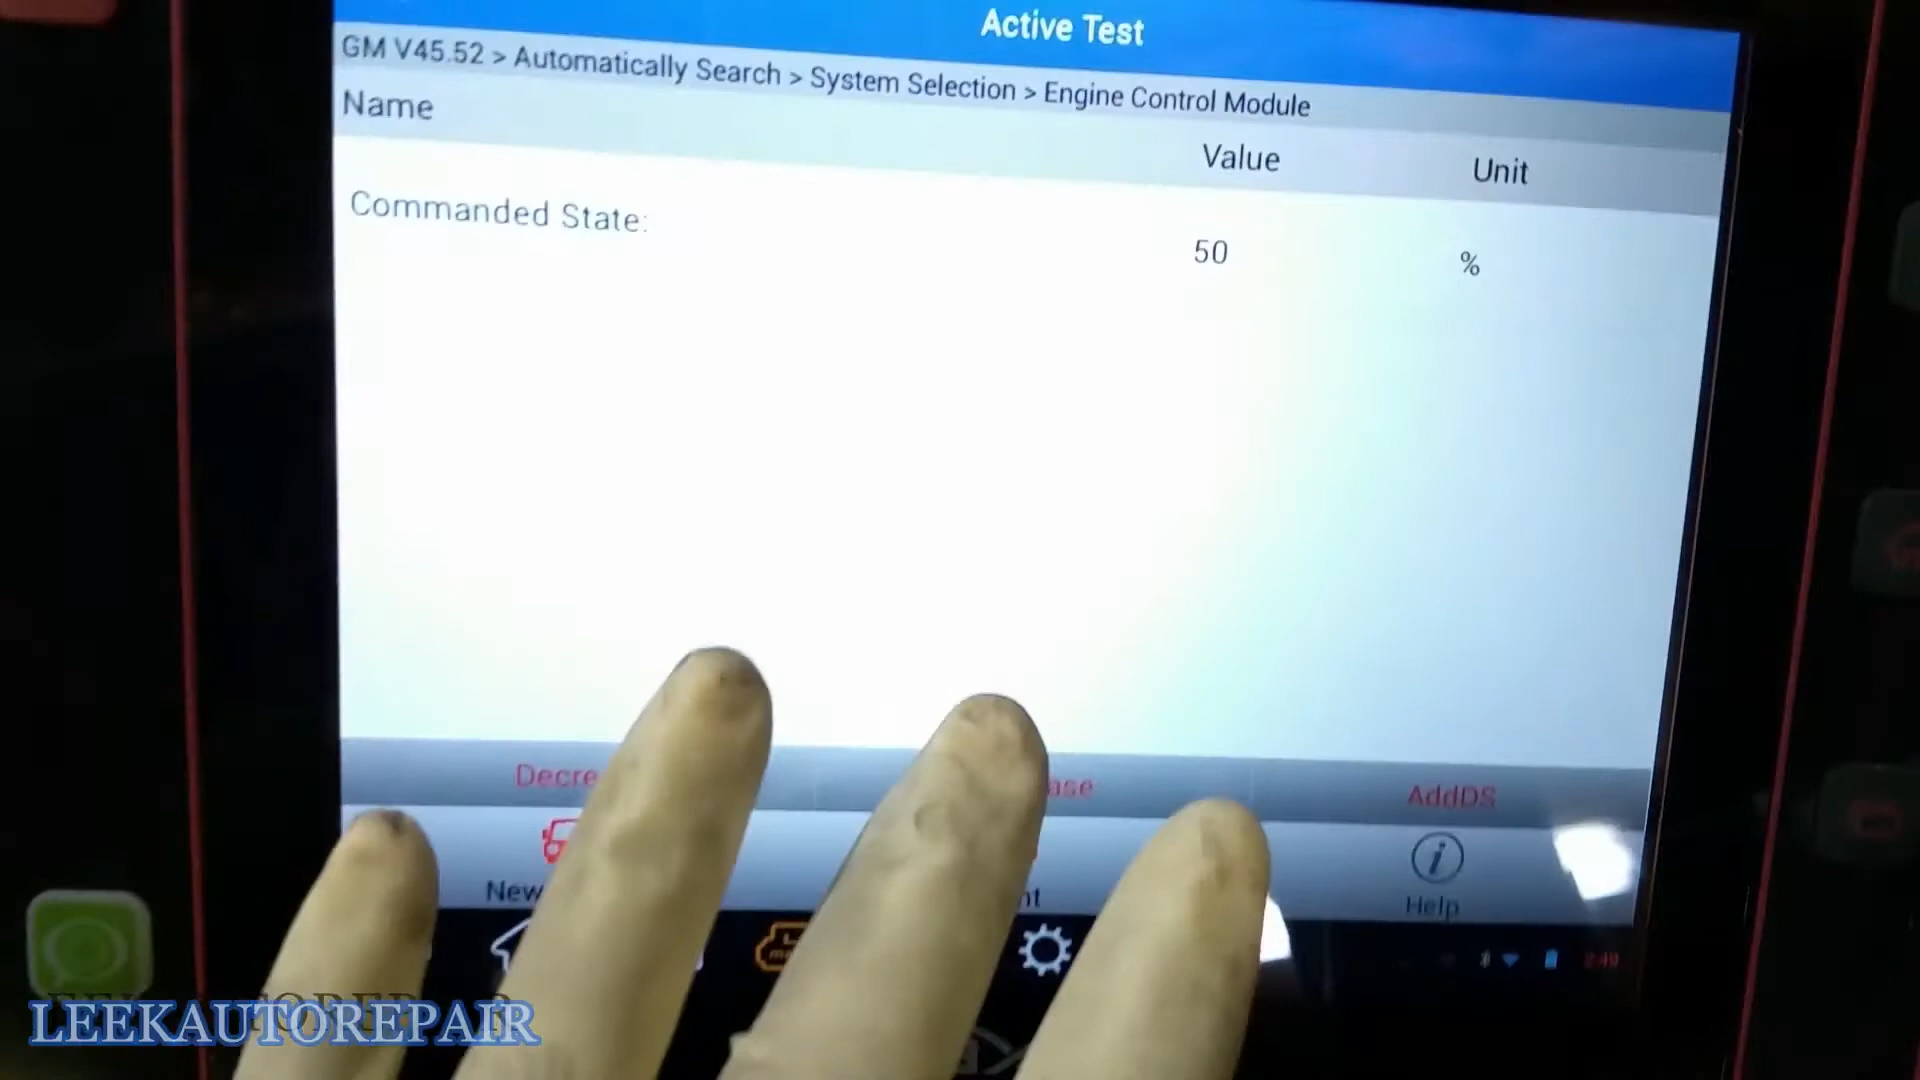 Active Test
GM V45.52 > Automatically Search > System Selection > Engine Control Module
Name Value Unit
Commanded State: 50 %
AddDS
New
Help
LEEKAUTOREPAIR